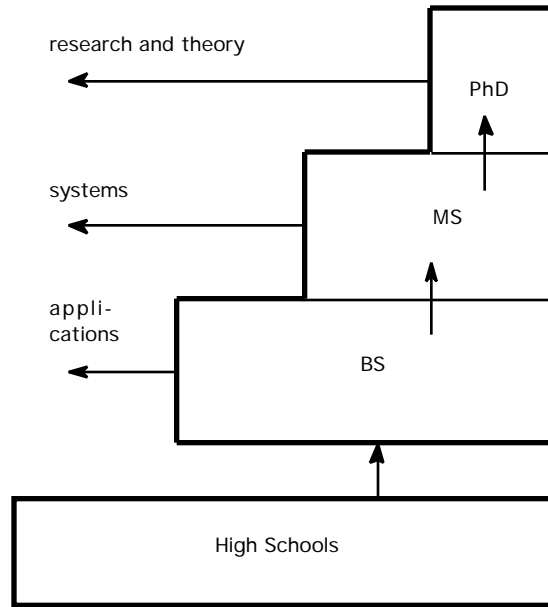 research and theory
PhD
systems
MS
appli-
cations
BS
High Schools